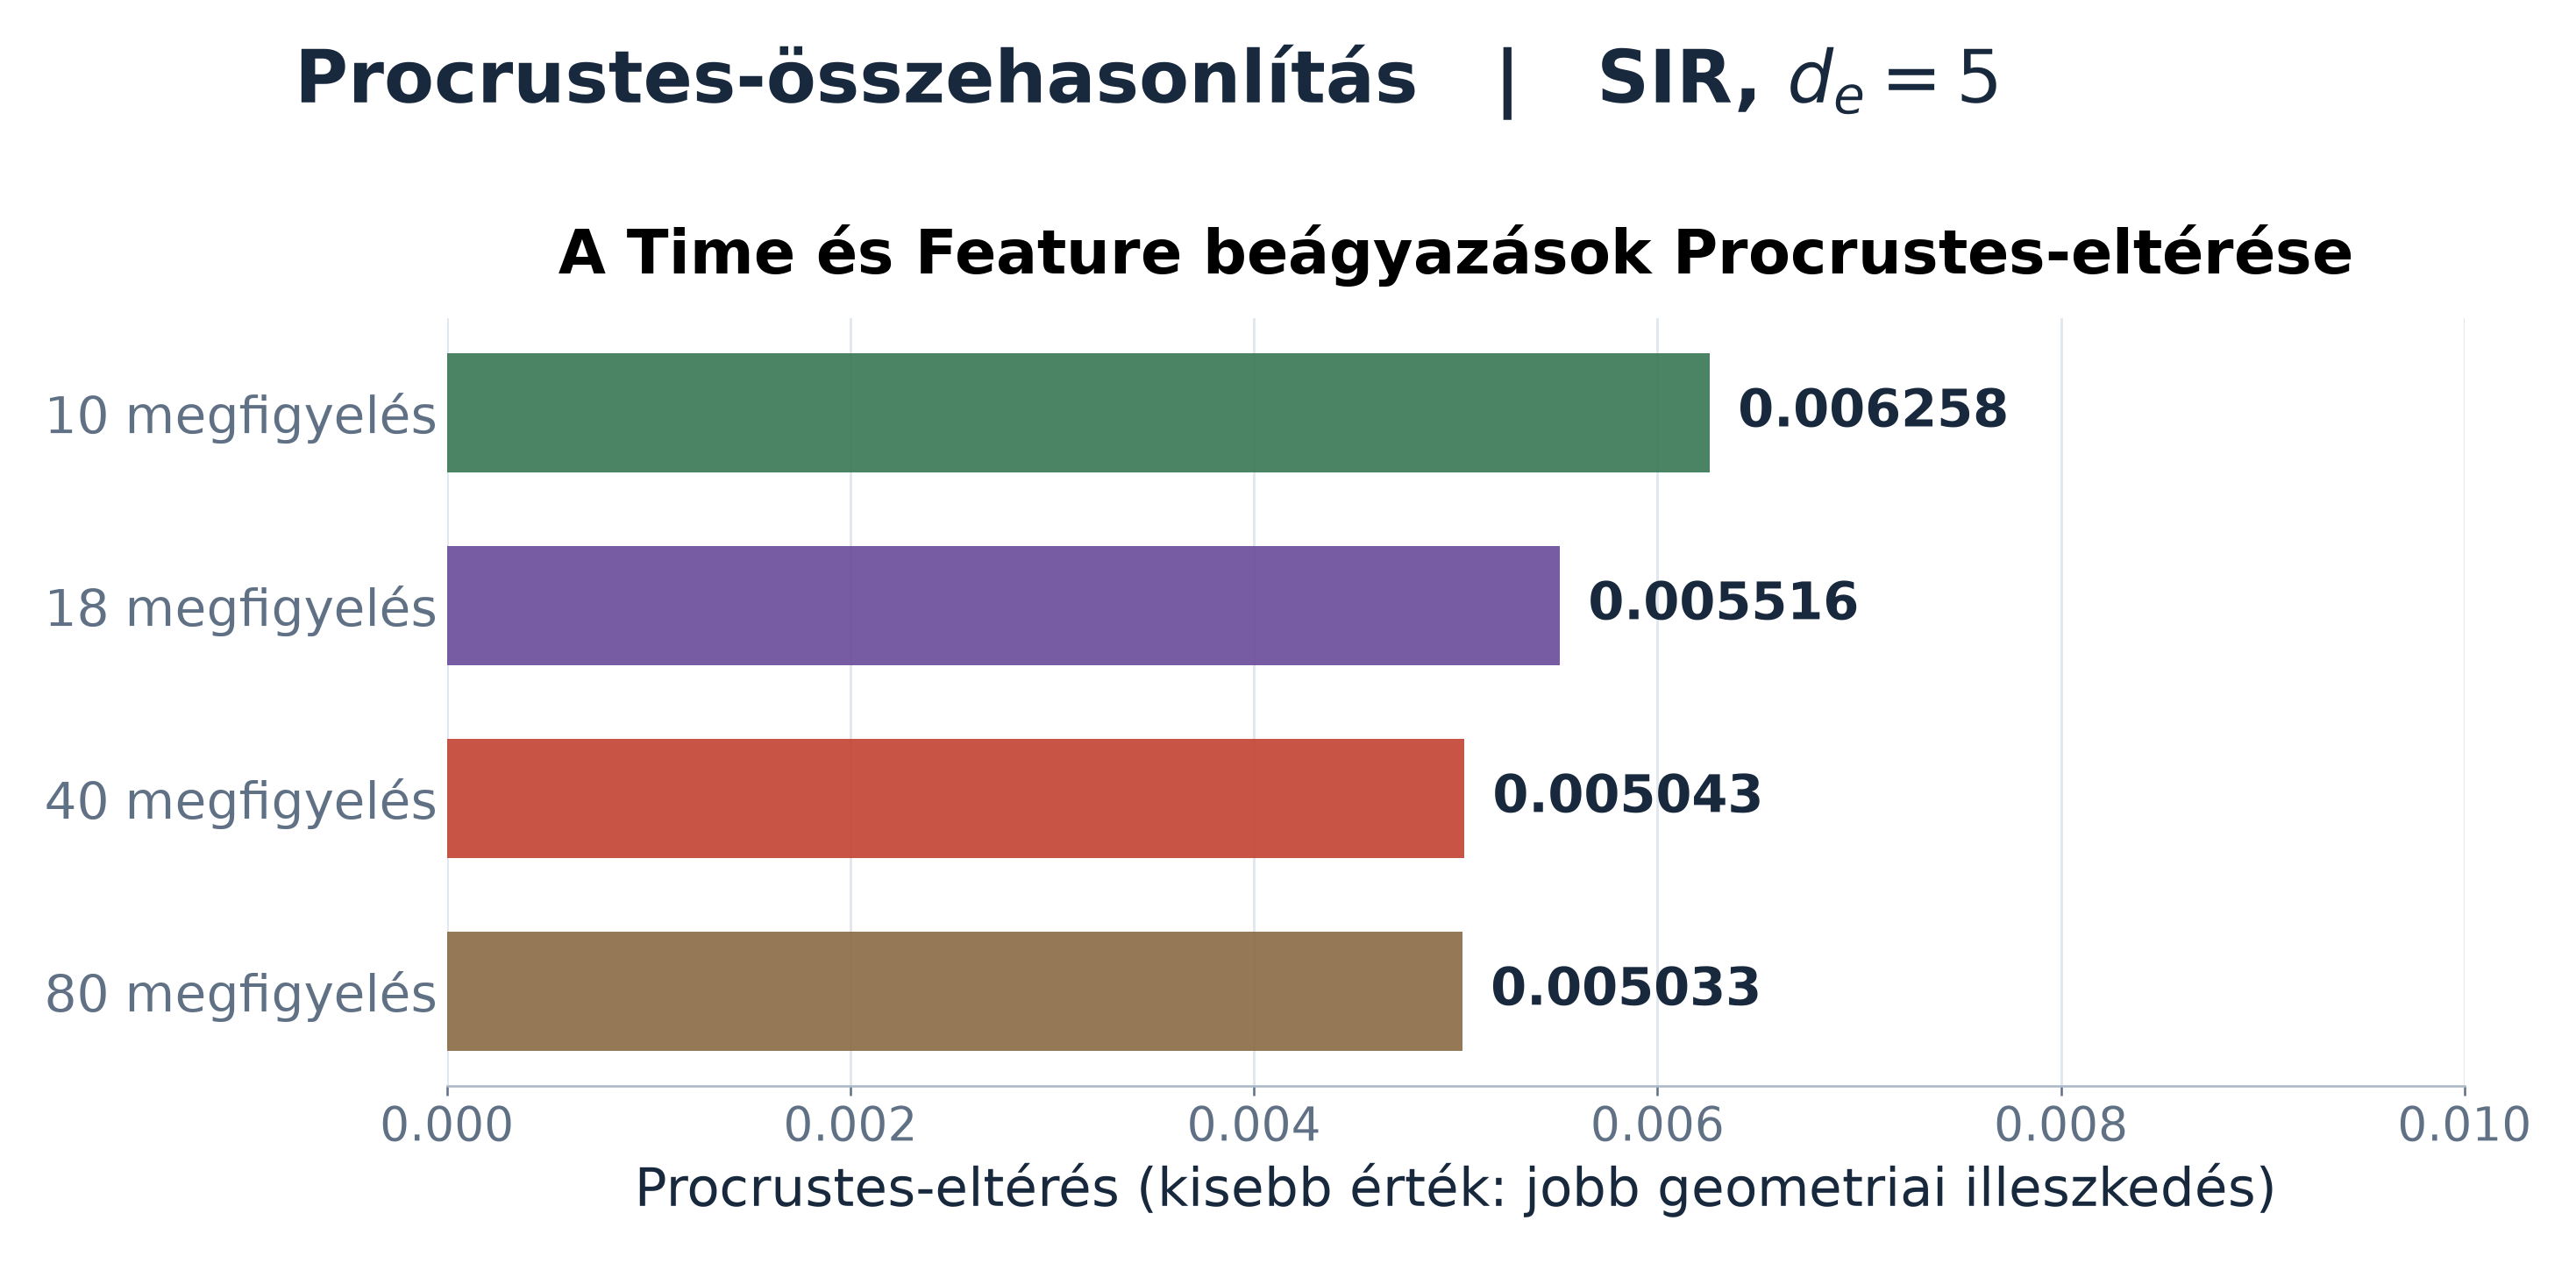 Procrustes-összehasonlítás | SIR, dₑ = 5
A Time és Feature beágyazások Procrustes-eltérése
10 megfigyelés 0.006258
18 megfigyelés 0.005516
40 megfigyelés 0.005043
80 megfigyelés 0.005033
0.000 0.002 0.004 0.006 0.008 0.010
Procrustes-eltérés (kisebb érték: jobb geometriai illeszkedés)